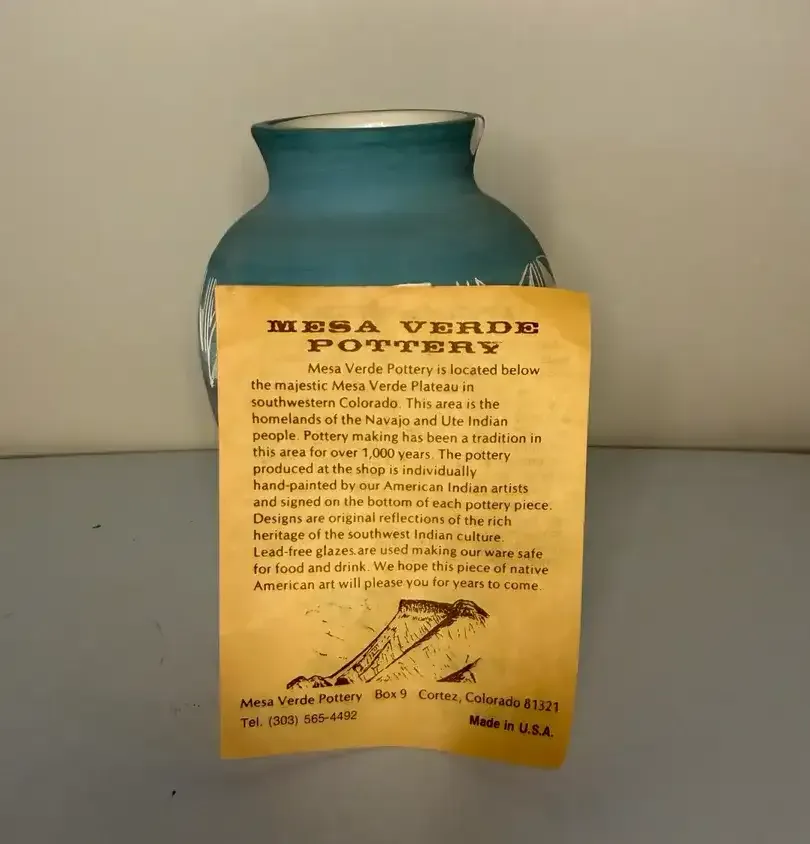 MESA VERDE
POTTERY
Mesa Verde Pottery is located below
the majestic Mesa Verde Plateau in
southwestern Colorado. This area is the
homelands of the Navajo and Ute Indian
people. Pottery making has been a tradition in
this area for over 1,000 years. The pottery
produced at the shop is individually
hand-painted by our American Indian artists
and signed on the bottom of each pottery piece.
Designs are original reflections of the rich
heritage of the southwest Indian culture.
Lead-free glazes are used making our ware safe
for food and drink. We hope this piece of native
American art will please you for years to come.
Mesa Verde Pottery Box 9 Cortez, Colorado 81321
Tel. (303) 565-4492 Made in U.S.A.